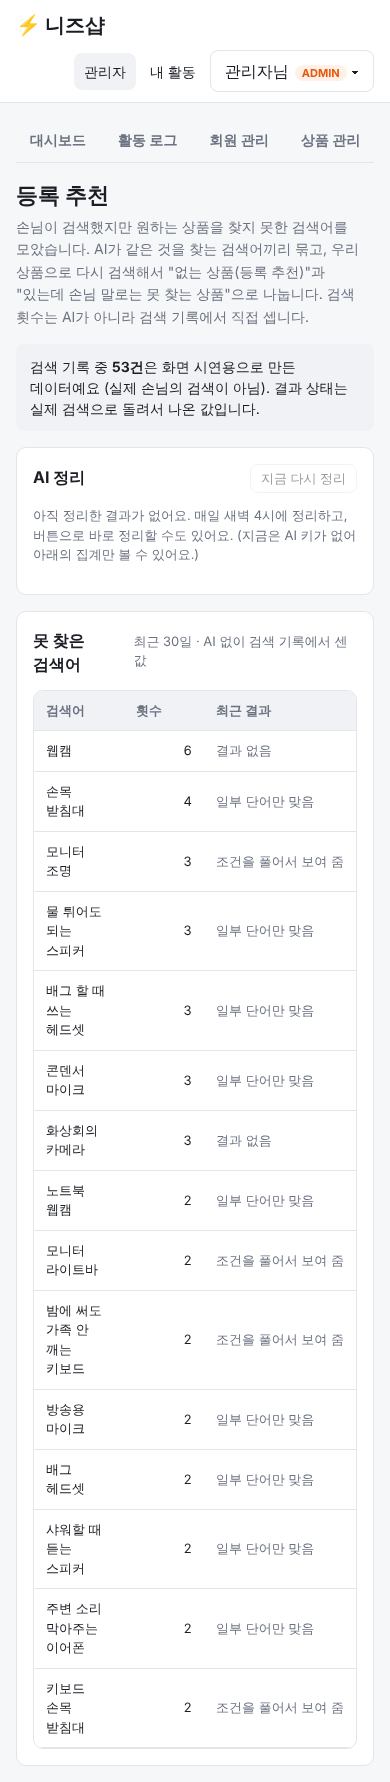 ⚡ 니즈샵
관리자
내 활동
관리자님 ADMIN
대시보드
활동 로그
회원 관리
상품 관리
등록 추천
손님이 검색했지만 원하는 상품을 찾지 못한 검색어를
모았습니다. AI가 같은 것을 찾는 검색어끼리 묶고, 우리
상품으로 다시 검색해서 "없는 상품(등록 추천)"과
"있는데 손님 말로는 못 찾는 상품"으로 나눕니다. 검색
횟수는 AI가 아니라 검색 기록에서 직접 셉니다.
검색 기록 중 53건은 화면 시연용으로 만든
데이터예요 (실제 손님의 검색이 아님). 결과 상태는
실제 검색으로 돌려서 나온 값입니다.
AI 정리
지금 다시 정리
아직 정리한 결과가 없어요. 매일 새벽 4시에 정리하고,
버튼으로 바로 정리할 수도 있어요. (지금은 AI 키가 없어
아래의 집계만 볼 수 있어요.)
못 찾은
검색어
최근 30일 · AI 없이 검색 기록에서 센
값
검색어 횟수 최근 결과
웹캠 6 결과 없음
손목
받침대
4 일부 단어만 맞음
모니터
조명
3 조건을 풀어서 보여 줌
물 튀어도
되는
스피커
3 일부 단어만 맞음
배그 할 때
쓰는
헤드셋
3 일부 단어만 맞음
콘덴서
마이크
3 일부 단어만 맞음
화상회의
카메라
3 결과 없음
노트북
웹캠
2 일부 단어만 맞음
모니터
라이트바
2 조건을 풀어서 보여 줌
밤에 써도
가족 안
깨는
키보드
2 조건을 풀어서 보여 줌
방송용
마이크
2 일부 단어만 맞음
배그
헤드셋
2 일부 단어만 맞음
샤워할 때
듣는
스피커
2 일부 단어만 맞음
주변 소리
막아주는
이어폰
2 일부 단어만 맞음
키보드
손목
받침대
2 조건을 풀어서 보여 줌